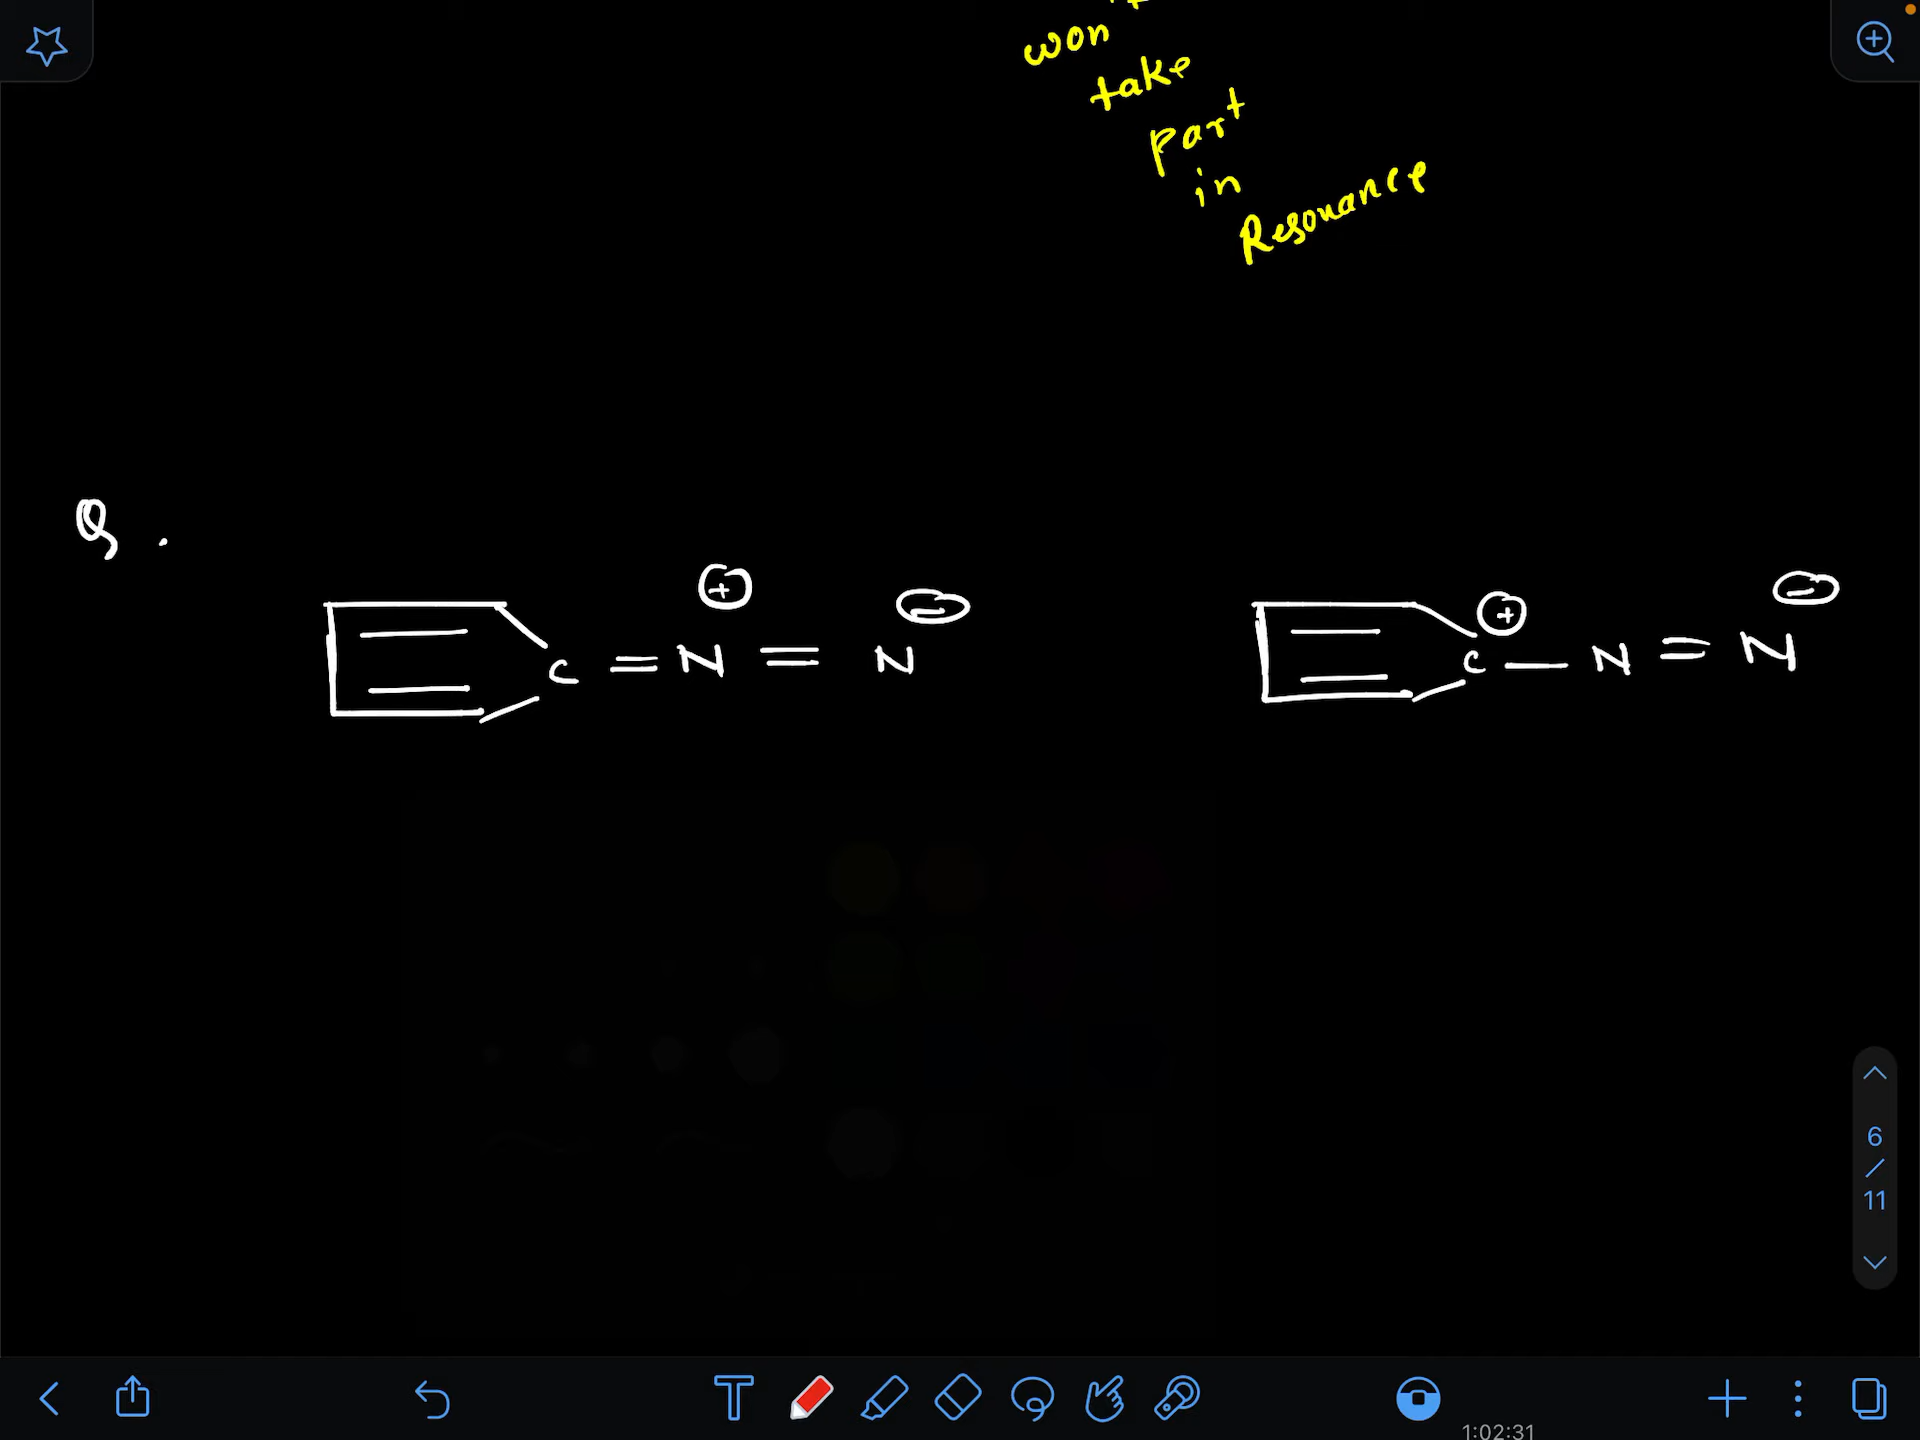 won't
take
part
in
Resonance
Q.
⊕ ⊖
C = N = N
⊕ ⊖
C — N = N
6
/
11
T
1:02:31